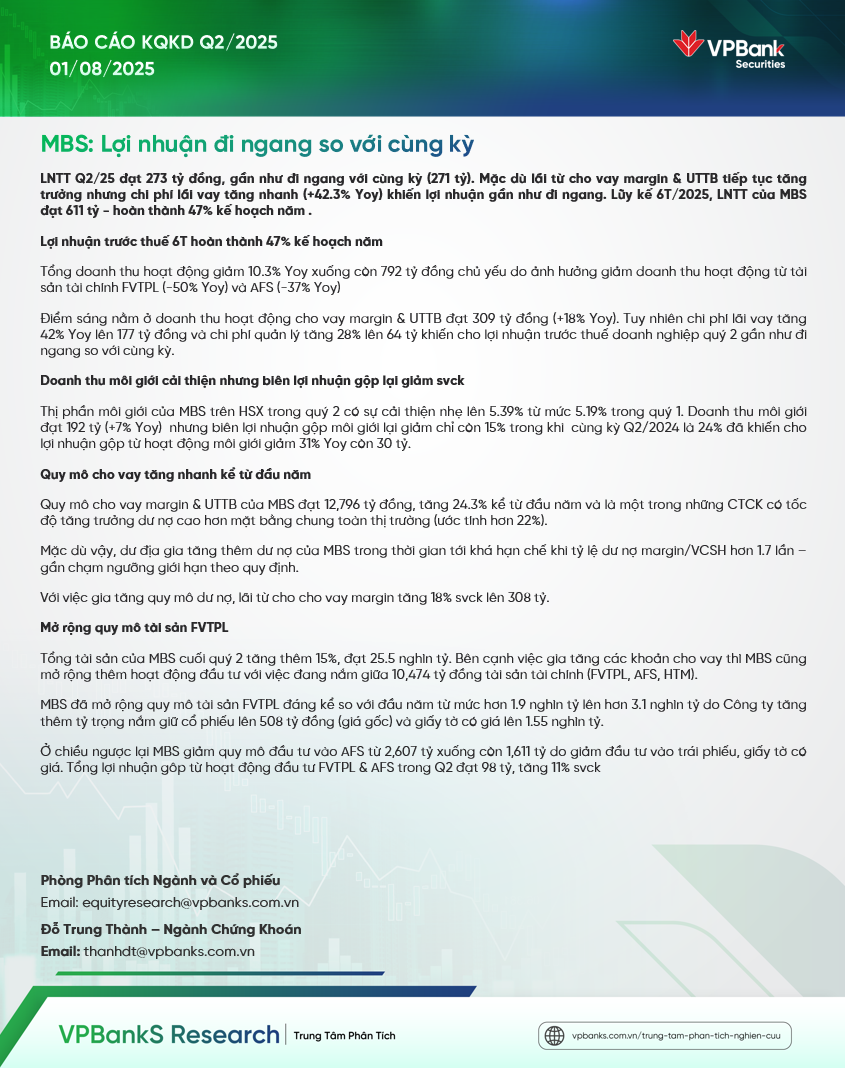 BÁO CÁO KQKD Q2/2025
01/08/2025
VPBank
Securities
MBS: Lợi nhuận đi ngang so với cùng kỳ
LNTT Q2/25 đạt 273 tỷ đồng, gần như đi ngang với cùng kỳ (271 tỷ). Mặc dù lãi từ cho vay margin & UTTB tiếp tục tăng
trưởng nhưng chi phí lãi vay tăng nhanh (+42.3% Yoy) khiến lợi nhuận gần như đi ngang. Lũy kế 6T/2025, LNTT của MBS
đạt 611 tỷ - hoàn thành 47% kế hoạch năm .
Lợi nhuận trước thuế 6T hoàn thành 47% kế hoạch năm
Tổng doanh thu hoạt động giảm 10.3% Yoy xuống còn 792 tỷ đồng chủ yếu do ảnh hưởng giảm doanh thu hoạt động từ tài
sản tài chính FVTPL (-50% Yoy) và AFS (-37% Yoy)
Điểm sáng nằm ở doanh thu hoạt động cho vay margin & UTTB đạt 309 tỷ đồng (+18% Yoy). Tuy nhiên chi phí lãi vay tăng
42% Yoy lên 177 tỷ đồng và chi phí quản lý tăng 28% lên 64 tỷ khiến cho lợi nhuận trước thuế doanh nghiệp quý 2 gần như đi
ngang so với cùng kỳ.
Doanh thu môi giới cải thiện nhưng biên lợi nhuận gộp lại giảm svck
Thị phần môi giới của MBS trên HSX trong quý 2 có sự cải thiện nhẹ lên 5.39% từ mức 5.19% trong quý 1. Doanh thu môi giới
đạt 192 tỷ (+7% Yoy) nhưng biên lợi nhuận gộp môi giới lại giảm chỉ còn 15% trong khi cùng kỳ Q2/2024 là 24% đã khiến cho
lợi nhuận gộp từ hoạt động môi giới giảm 31% Yoy còn 30 tỷ.
Quy mô cho vay tăng nhanh kể từ đầu năm
Quy mô cho vay margin & UTTB của MBS đạt 12,796 tỷ đồng, tăng 24.3% kể từ đầu năm và là một trong những CTCK có tốc
độ tăng trưởng dư nợ cao hơn mặt bằng chung toàn thị trường (ước tính hơn 22%).
Mặc dù vậy, dư địa gia tăng thêm dư nợ của MBS trong thời gian tới khá hạn chế khi tỷ lệ dư nợ margin/VCSH hơn 1.7 lần –
gần chạm ngưỡng giới hạn theo quy định.
Với việc gia tăng quy mô dư nợ, lãi từ cho cho vay margin tăng 18% svck lên 308 tỷ.
Mở rộng quy mô tài sản FVTPL
Tổng tài sản của MBS cuối quý 2 tăng thêm 15%, đạt 25.5 nghìn tỷ. Bên cạnh việc gia tăng các khoản cho vay thì MBS cũng
mở rộng thêm hoạt động đầu tư với việc đang nắm giữa 10,474 tỷ đồng tài sản tài chính (FVTPL, AFS, HTM).
MBS đã mở rộng quy mô tài sản FVTPL đáng kể so với đầu năm từ mức hơn 1.9 nghìn tỷ lên hơn 3.1 nghìn tỷ do Công ty tăng
thêm tỷ trọng nắm giữ cổ phiếu lên 508 tỷ đồng (giá gốc) và giấy tờ có giá lên 1.55 nghìn tỷ.
Ở chiều ngược lại MBS giảm quy mô đầu tư vào AFS từ 2,607 tỷ xuống còn 1,611 tỷ do giảm đầu tư vào trái phiếu, giấy tờ có
giá. Tổng lợi nhuận gôp từ hoạt động đầu tư FVTPL & AFS trong Q2 đạt 98 tỷ, tăng 11% svck
Phòng Phân tích Ngành và Cổ phiếu
Email: equityresearch@vpbanks.com.vn
Đỗ Trung Thành – Ngành Chứng Khoán
Email: thanhdt@vpbanks.com.vn
VPBankS Research
Trung Tâm Phân Tích
vpbanks.com.vn/trung-tam-phan-tich-nghien-cuu